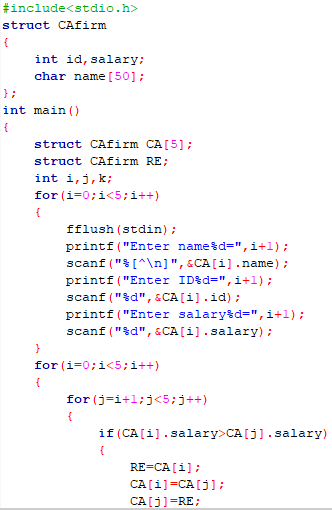 #include<stdio.h>
struct CAfirm
{
    int id,salary;
    char name[50];
};
int main()
{
    struct CAfirm CA[5];
    struct CAfirm RE;
    int i,j,k;
    for(i=0;i<5;i++)
    {
        fflush(stdin);
        printf("Enter name%d=",i+1);
        scanf("%[^\n]",&CA[i].name);
        printf("Enter ID%d=",i+1);
        scanf("%d",&CA[i].id);
        printf("Enter salary%d=",i+1);
        scanf("%d",&CA[i].salary);
    }
    for(i=0;i<5;i++)
    {
        for(j=i+1;j<5;j++)
        {
            if(CA[i].salary>CA[j].salary)
            {
                RE=CA[i];
                CA[i]=CA[j];
                CA[j]=RE;